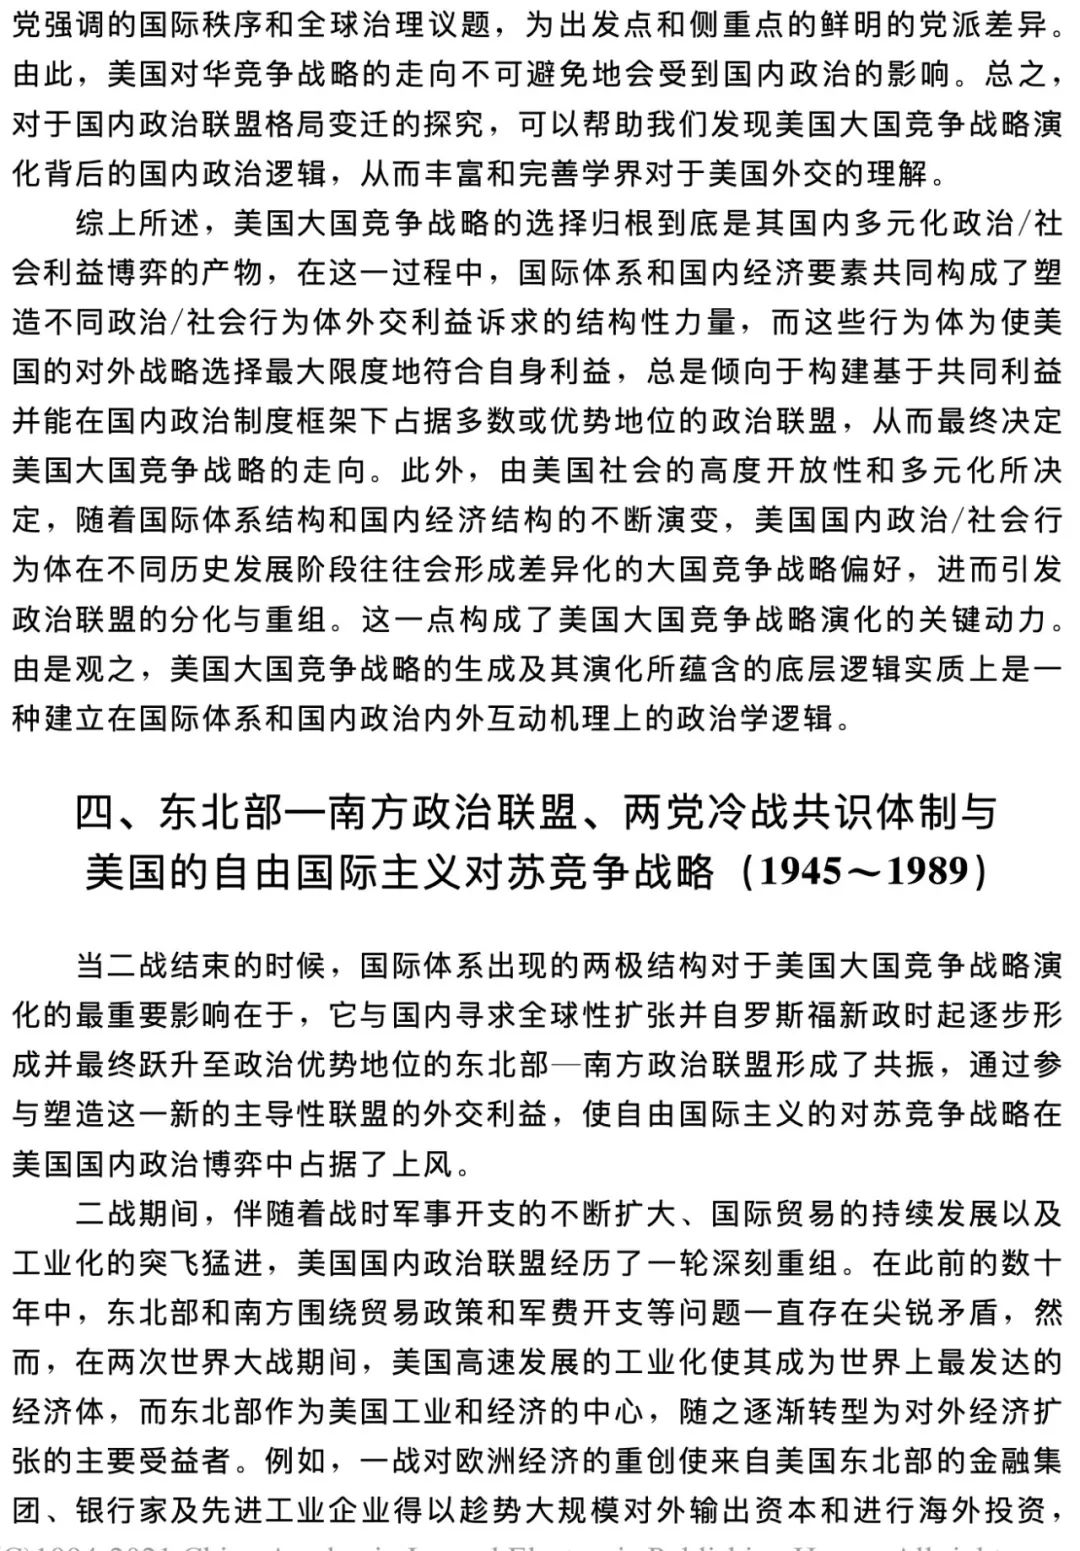 党强调的国际秩序和全球治理议题，为出发点和侧重点的鲜明的党派差异。
由此，美国对华竞争战略的走向不可避免地会受到国内政治的影响。总之，
对于国内政治联盟格局变迁的探究，可以帮助我们发现美国大国竞争战略演
化背后的国内政治逻辑，从而丰富和完善学界对于美国外交的理解。
综上所述，美国大国竞争战略的选择归根到底是其国内多元化政治/社
会利益博弈的产物，在这一过程中，国际体系和国内经济要素共同构成了塑
造不同政治/社会行为体外交利益诉求的结构性力量，而这些行为体为使美
国的对外战略选择最大限度地符合自身利益，总是倾向于构建基于共同利益
并能在国内政治制度框架下占据多数或优势地位的政治联盟，从而最终决定
美国大国竞争战略的走向。此外，由美国社会的高度开放性和多元化所决
定，随着国际体系结构和国内经济结构的不断演变，美国国内政治/社会行
为体在不同历史发展阶段往往会形成差异化的大国竞争战略偏好，进而引发
政治联盟的分化与重组。这一点构成了美国大国竞争战略演化的关键动力。
由是观之，美国大国竞争战略的生成及其演化所蕴含的底层逻辑实质上是一
种建立在国际体系和国内政治内外互动机理上的政治学逻辑。
四、东北部—南方政治联盟、两党冷战共识体制与
美国的自由国际主义对苏竞争战略（1945～1989）
当二战结束的时候，国际体系出现的两极结构对于美国大国竞争战略演
化的最重要影响在于，它与国内寻求全球性扩张并自罗斯福新政时起逐步形
成并最终跃升至政治优势地位的东北部—南方政治联盟形成了共振，通过参
与塑造这一新的主导性联盟的外交利益，使自由国际主义的对苏竞争战略在
美国国内政治博弈中占据了上风。
二战期间，伴随着战时军事开支的不断扩大、国际贸易的持续发展以及
工业化的突飞猛进，美国国内政治联盟经历了一轮深刻重组。在此前的数十
年中，东北部和南方围绕贸易政策和军费开支等问题一直存在尖锐矛盾，然
而，在两次世界大战期间，美国高速发展的工业化使其成为世界上最发达的
经济体，而东北部作为美国工业和经济的中心，随之逐渐转型为对外经济扩
张的主要受益者。例如，一战对欧洲经济的重创使来自美国东北部的金融集
团、银行家及先进工业企业得以趁势大规模对外输出资本和进行海外投资，